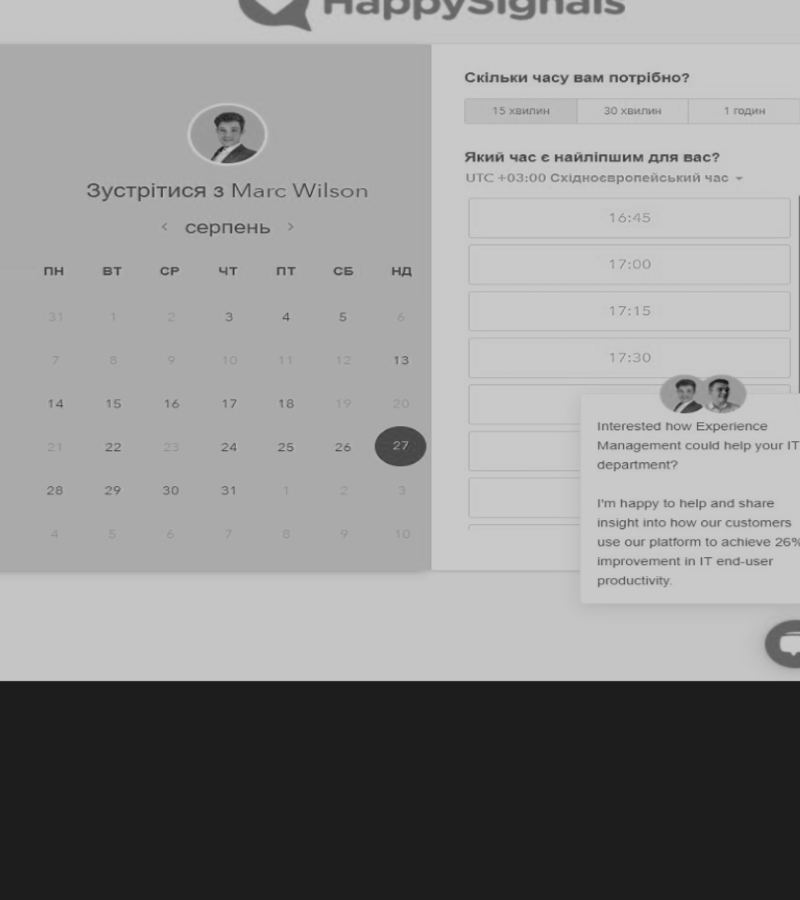 HappySignals
Зустрітися з Marc Wilson
< серпень >
ПН ВТ СР ЧТ ПТ СБ НД
31 1 2 3 4 5 6
7 8 9 10 11 12 13
14 15 16 17 18 19 20
21 22 23 24 25 26 27
28 29 30 31 1 2 3
4 5 6 7 8 9 10
Скільки часу вам потрібно?
15 хвилин 30 хвилин 1 годин
Який час є найліпшим для вас?
UTC +03:00 Східноєвропейський час
16:45
17:00
17:15
17:30
Interested how Experience
Management could help your IT
department?
I'm happy to help and share
insight into how our customers
use our platform to achieve 26%
improvement in IT end-user
productivity.